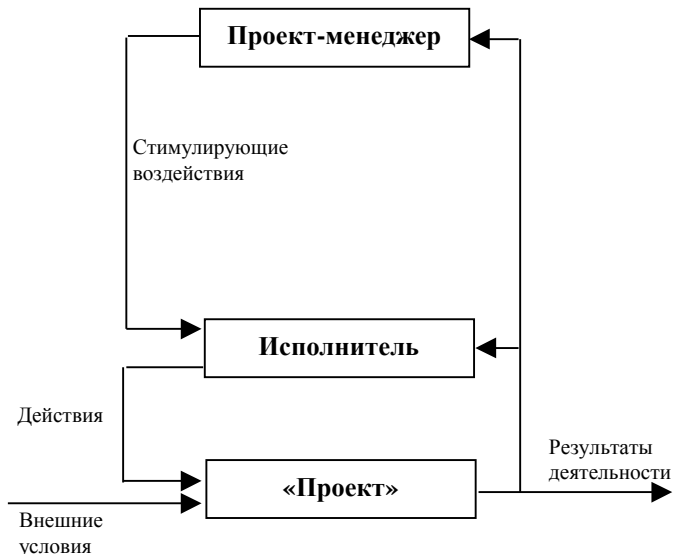 Проект-менеджер
Стимулирующие
воздействия
Исполнитель
Действия
«Проект»
Результаты
деятельности
Внешние
условия